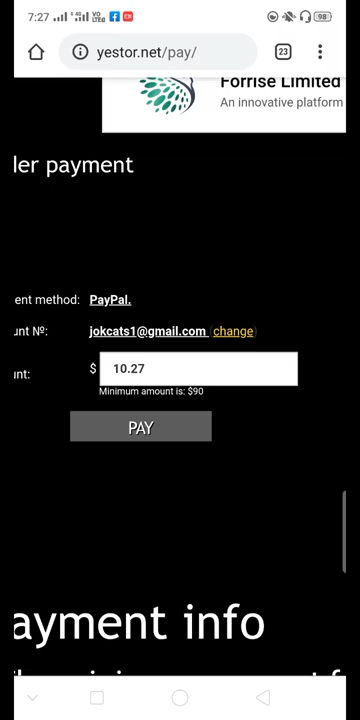 7:27
98
yestor.net/pay/
23
Forrise Limited
An innovative platform
ler payment
ent method: PayPal.
unt №: jokcats1@gmail.com (change)
unt: $ 10.27
Minimum amount is: $90
PAY
ayment info